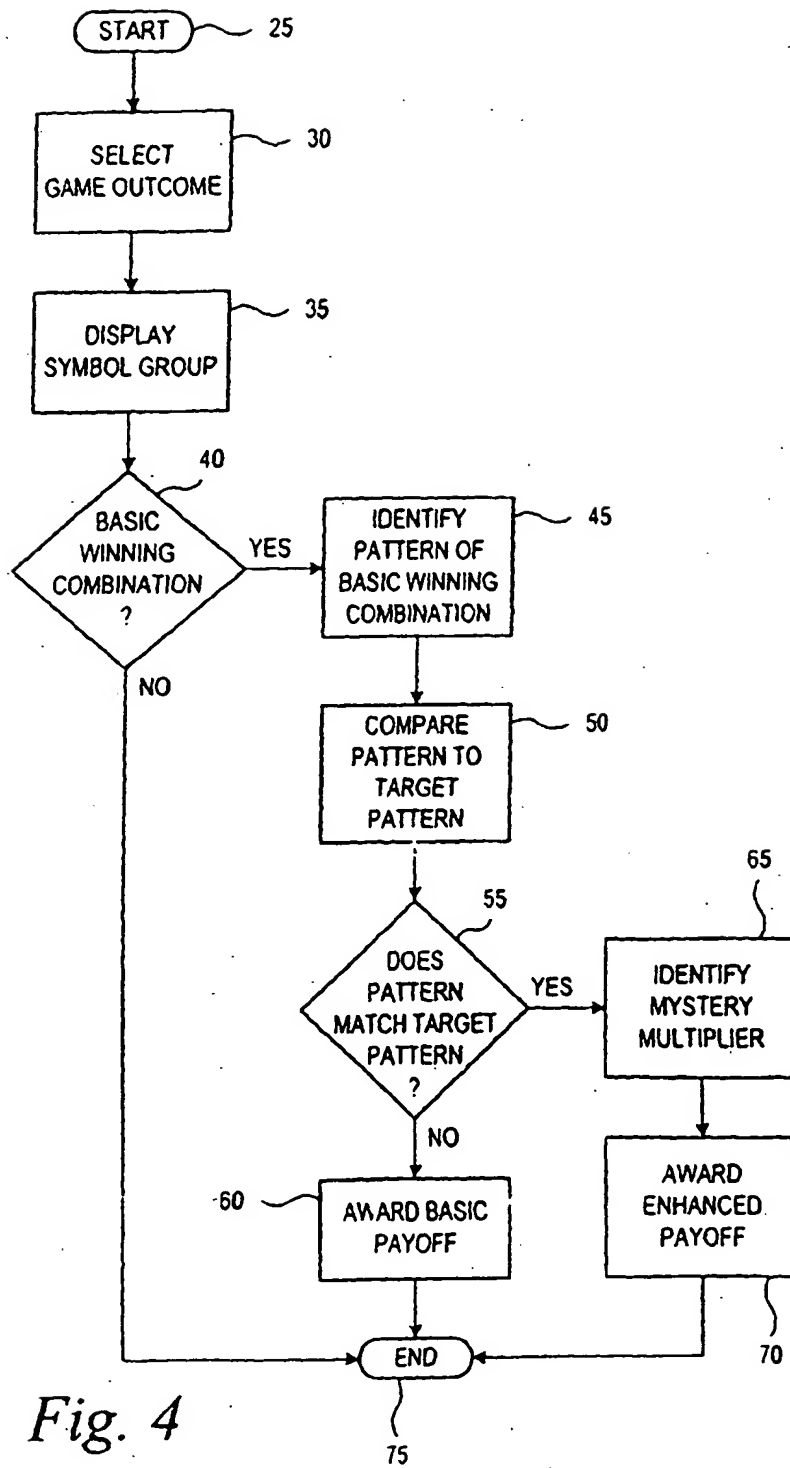 START
25
SELECT
GAME OUTCOME
30
DISPLAY
SYMBOL GROUP
35
40
BASIC
WINNING
COMBINATION
?
YES
NO
IDENTIFY
PATTERN OF
BASIC WINNING
COMBINATION
45
COMPARE
PATTERN TO
TARGET
PATTERN
50
55
DOES
PATTERN
MATCH TARGET
PATTERN
?
YES
NO
65
IDENTIFY
MYSTERY
MULTIPLIER
60
AWARD BASIC
PAYOFF
AWARD
ENHANCED
PAYOFF
70
END
75
Fig. 4